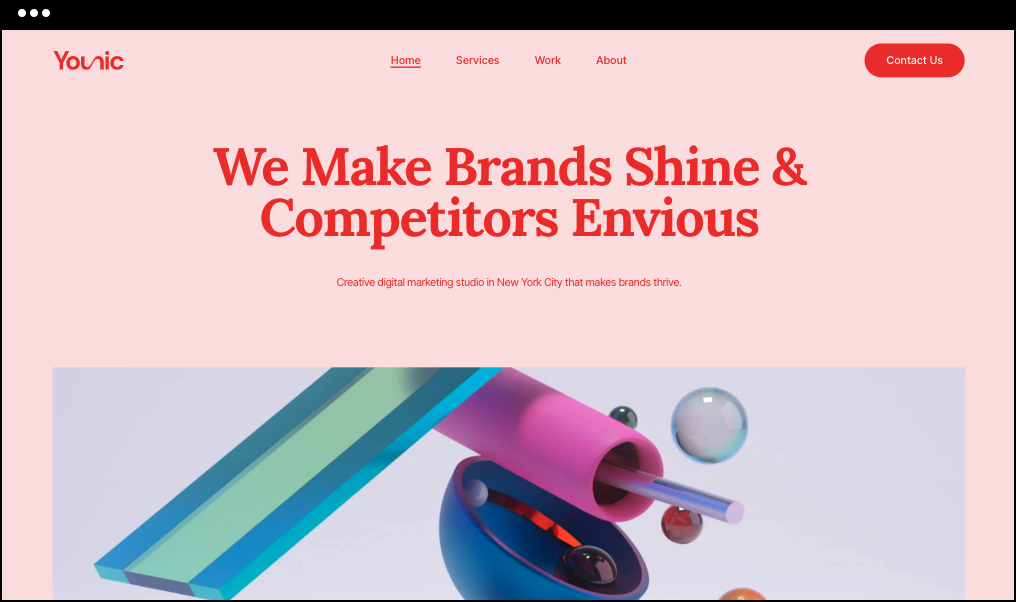 Younic
Home
Services
Work
About
Contact Us
We Make Brands Shine &
Competitors Envious
Creative digital marketing studio in New York City that makes brands thrive.